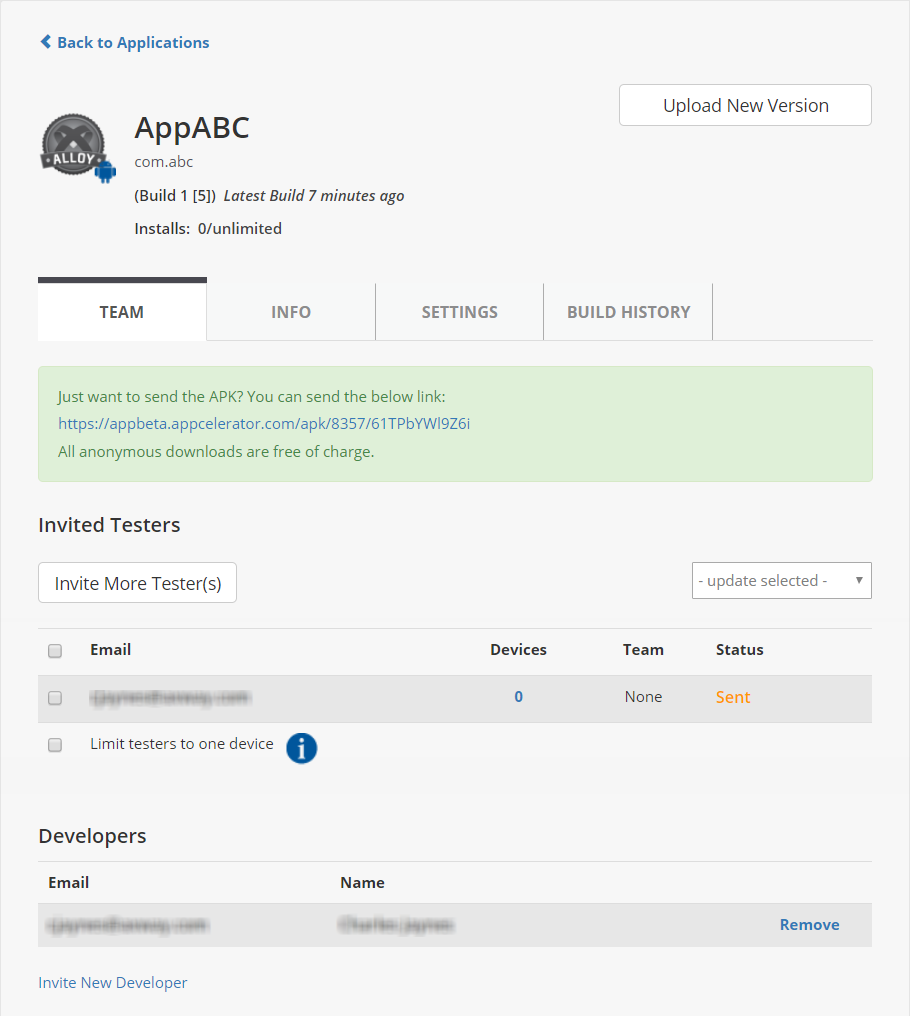 Back to Applications
Upload New Version
ALLOY
AppABC
com.abc
(Build 1 [5]) Latest Build 7 minutes ago
Installs: 0/unlimited
TEAM INFO SETTINGS BUILD HISTORY
Just want to send the APK? You can send the below link:
https://appbeta.appcelerator.com/apk/8357/61TPbYWl9Z6i
All anonymous downloads are free of charge.
Invited Testers
Invite More Tester(s) - update selected -
Email Devices Team Status
0 None Sent
Limit testers to one device i
Developers
Email Name
Remove
Invite New Developer